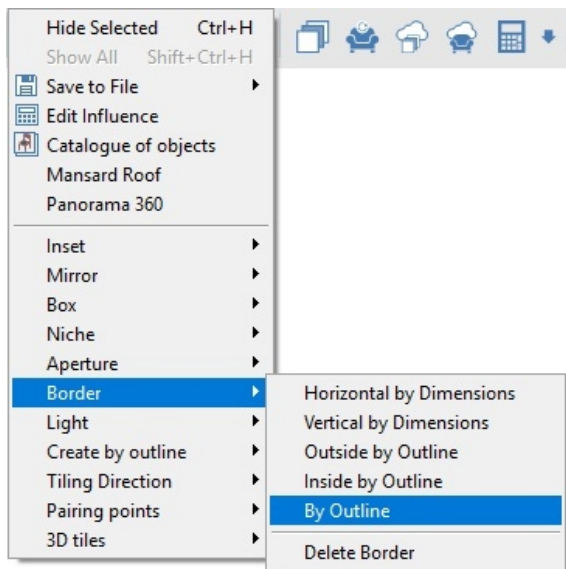 Hide Selected Ctrl+H
Show All Shift+Ctrl+H
Save to File
Edit Influence
Catalogue of objects
Mansard Roof
Panorama 360
Inset
Mirror
Box
Niche
Aperture
Border
Light
Create by outline
Tiling Direction
Pairing points
3D tiles
Horizontal by Dimensions
Vertical by Dimensions
Outside by Outline
Inside by Outline
By Outline
Delete Border